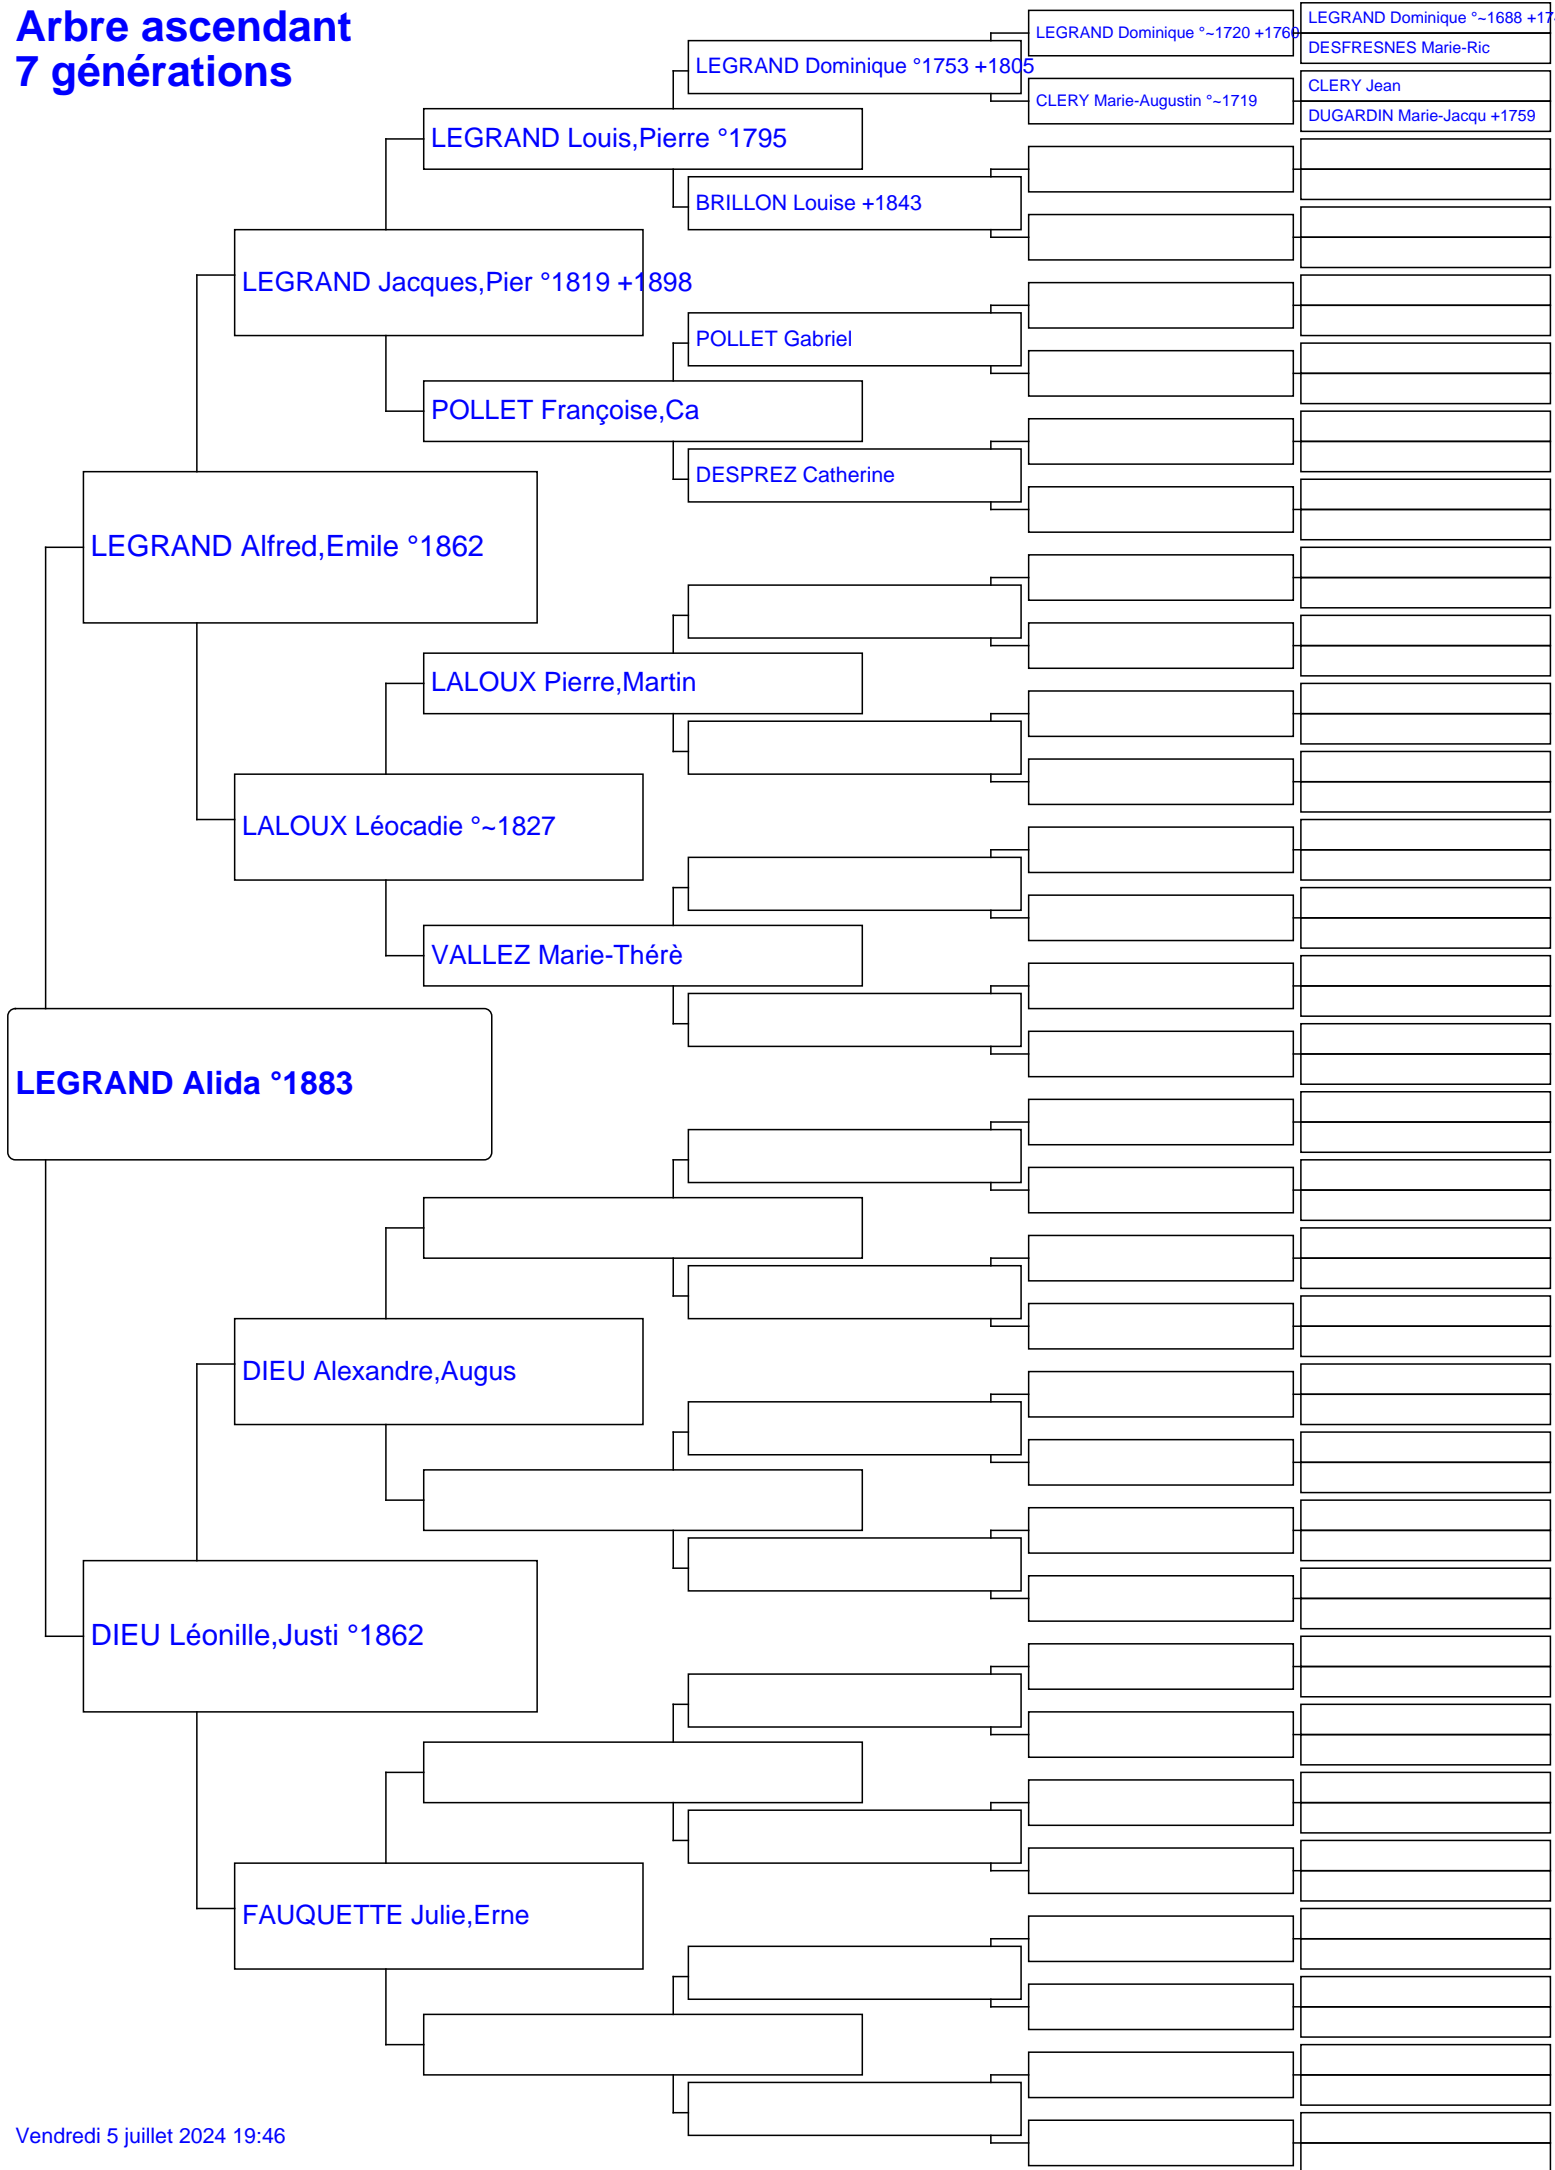 Arbre ascendant
7 générations
LEGRAND Dominique °~1688 +17
LEGRAND Dominique °~1720 +1760
DESFRESNES Marie-Ric
LEGRAND Dominique °1753 +1805
CLERY Jean
CLERY Marie-Augustin °~1719
DUGARDIN Marie-Jacqu +1759
LEGRAND Louis,Pierre °1795
BRILLON Louise +1843
LEGRAND Jacques,Pier °1819 +1898
POLLET Gabriel
POLLET Françoise,Ca
DESPREZ Catherine
LEGRAND Alfred,Emile °1862
LALOUX Pierre,Martin
LALOUX Léocadie °~1827
VALLEZ Marie-Thérè
LEGRAND Alida °1883
DIEU Alexandre,Augus
DIEU Léonille,Justi °1862
FAUQUETTE Julie,Erne
Vendredi 5 juillet 2024 19:46